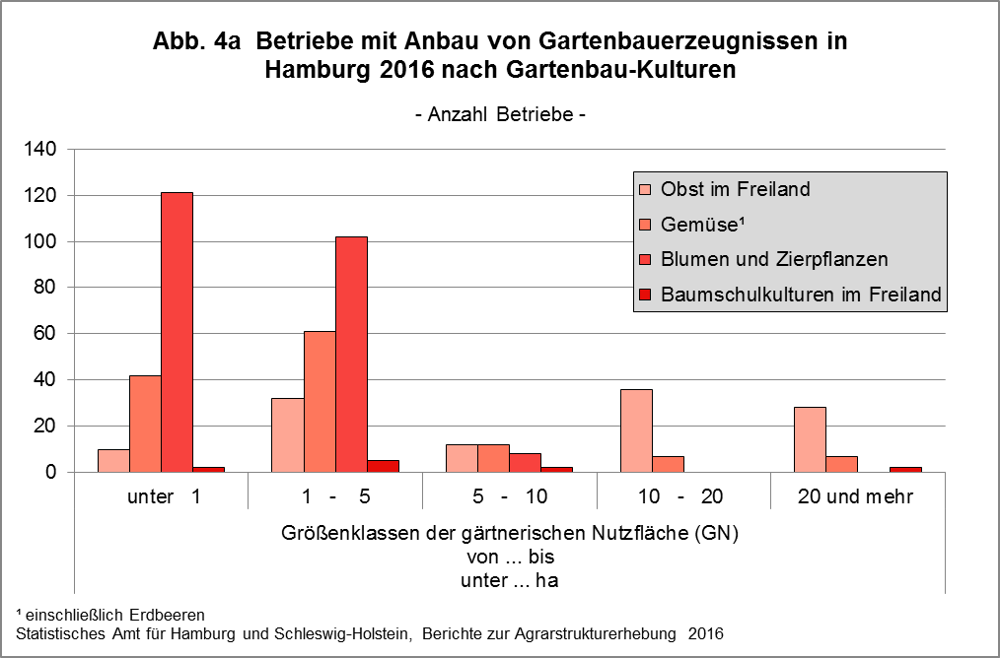 Abb. 4a  Betriebe mit Anbau von Gartenbauerzeugnissen in
Hamburg 2016 nach Gartenbau-Kulturen
- Anzahl Betriebe -
140
120
100
80
60
40
20
0
Obst im Freiland
Gemüse¹
Blumen und Zierpflanzen
Baumschulkulturen im Freiland
unter 1
1 - 5
5 - 10
10 - 20
20 und mehr
Größenklassen der gärtnerischen Nutzfläche (GN)
von ... bis
unter ... ha
¹ einschließlich Erdbeeren
Statistisches Amt für Hamburg und Schleswig-Holstein, Berichte zur Agrarstrukturerhebung 2016